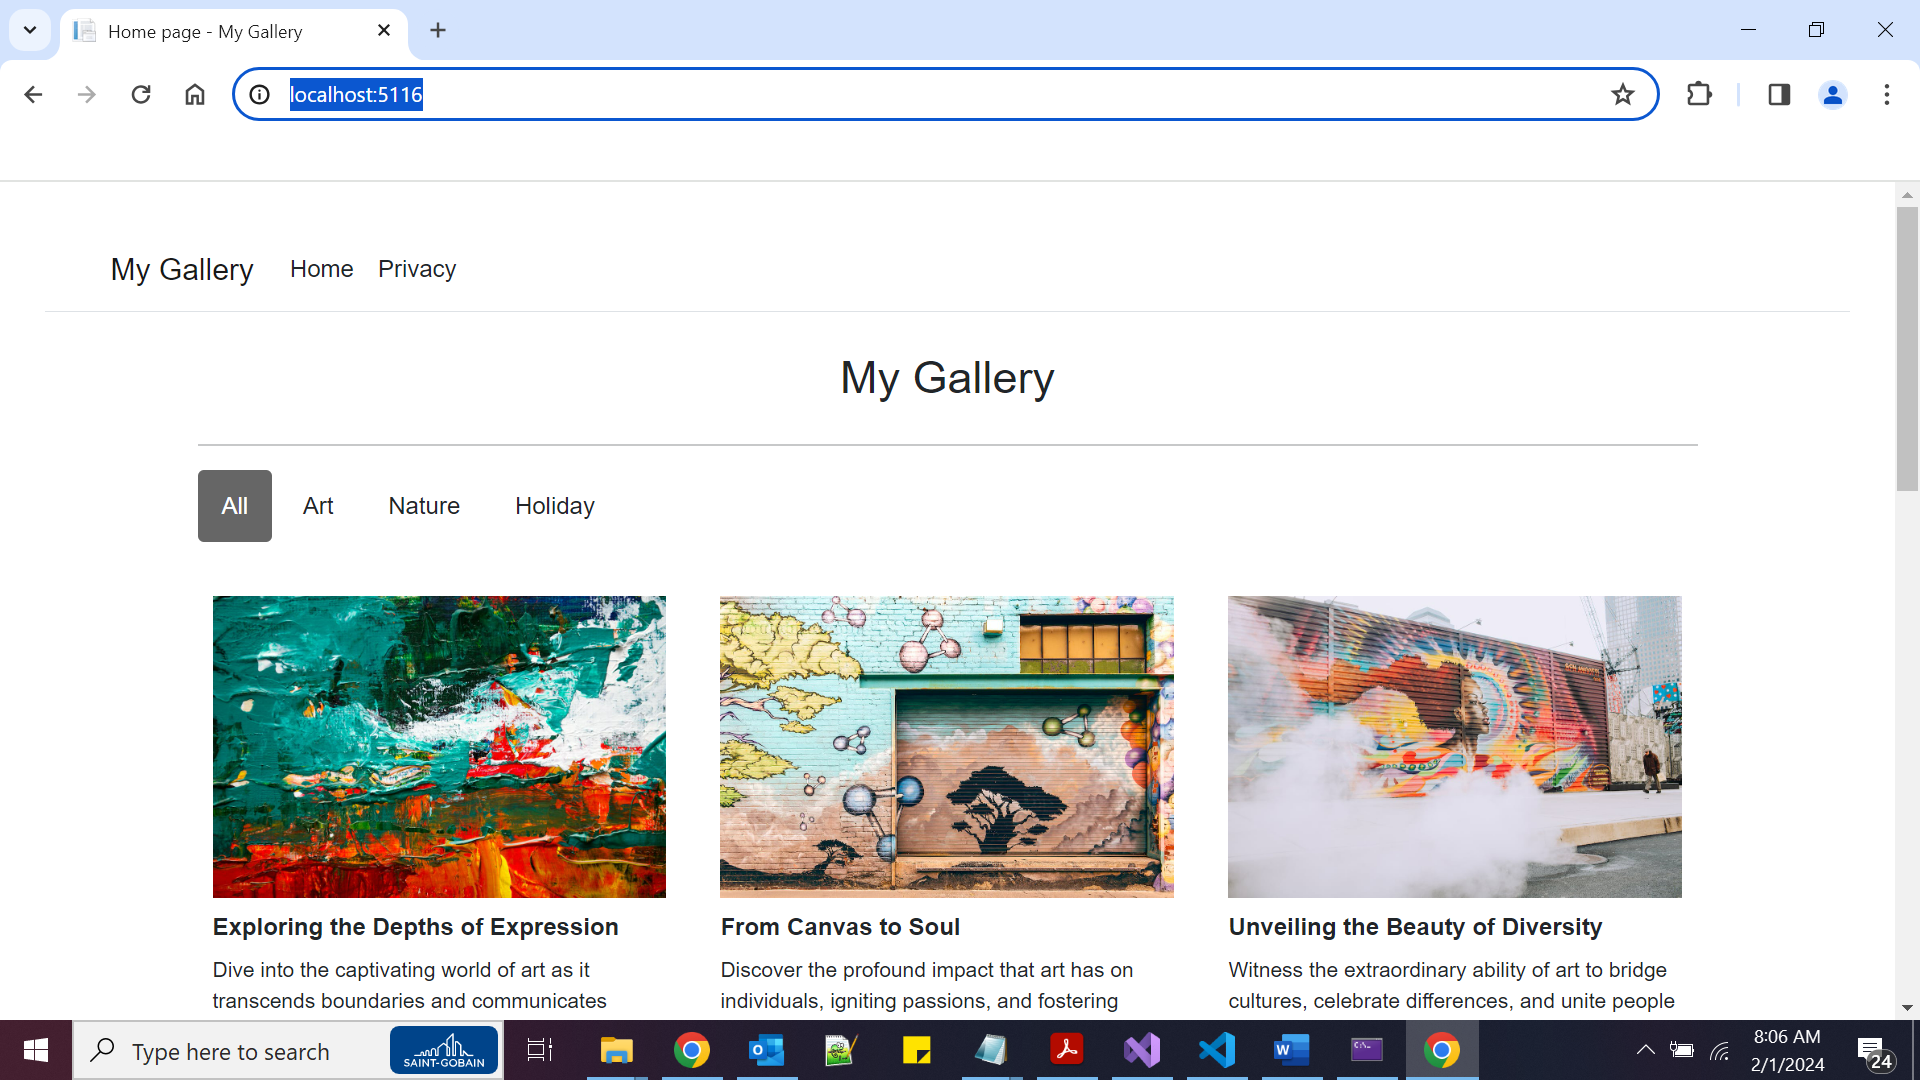 Home page - My Gallery
localhost:5116
My Gallery Home Privacy
My Gallery
All Art Nature Holiday
Exploring the Depths of Expression
Dive into the captivating world of art as it
transcends boundaries and communicates
From Canvas to Soul
Discover the profound impact that art has on
individuals, igniting passions, and fostering
Unveiling the Beauty of Diversity
Witness the extraordinary ability of art to bridge
cultures, celebrate differences, and unite people
Type here to search
SAINT-GOBAIN
8:06 AM
2/1/2024
24